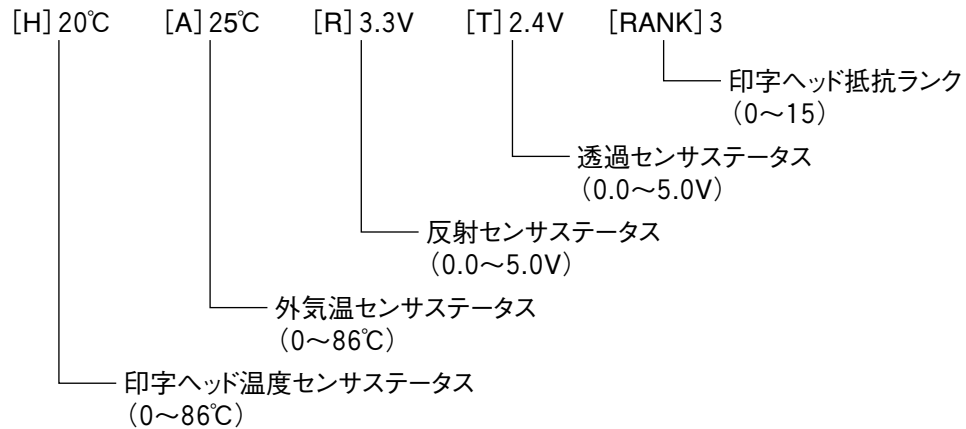 [H]20℃ [A]25℃ [R]3.3V [T]2.4V [RANK]3
印字ヘッド抵抗ランク
（0～15）
透過センサステータス
（0.0～5.0V）
反射センサステータス
（0.0～5.0V）
外気温センサステータス
（0～86℃）
印字ヘッド温度センサステータス
（0～86℃）